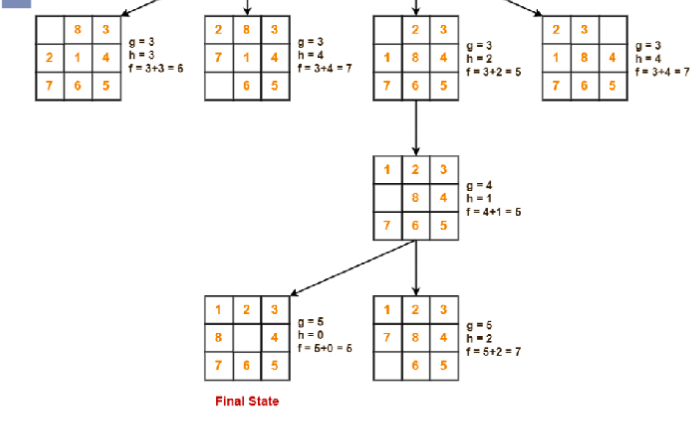 8 3
2 1 4
7 6 5
g = 3
h = 3
f = 3+3 = 6
2 8 3
7 1 4
6 5
g = 3
h = 4
f = 3+4 = 7
2 3
1 8 4
7 6 5
g = 3
h = 2
f = 3+2 = 5
2 3
1 8 4
7 6 5
g = 3
h = 4
f = 3+4 = 7
1 2 3
8 4
7 6 5
g = 4
h = 1
f = 4+1 = 5
1 2 3
8 4
7 6 5
g = 5
h = 0
f = 5+0 = 5
1 2 3
7 8 4
6 5
g = 5
h = 2
f = 5+2 = 7
Final State